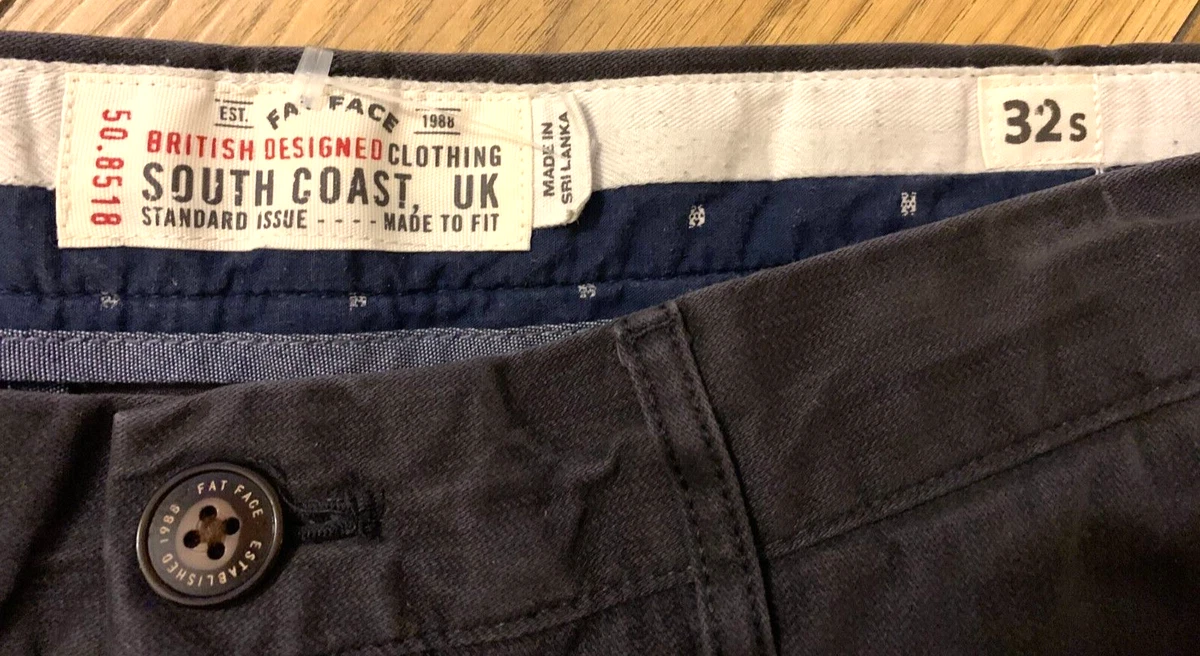 EST. FAT FACE 1988
BRITISH DESIGNED CLOTHING
SOUTH COAST, UK
STANDARD ISSUE - - - - MADE TO FIT
50.8518
MADE IN
SRI LANKA
32s
FAT FACE ESTABLISHED 1988